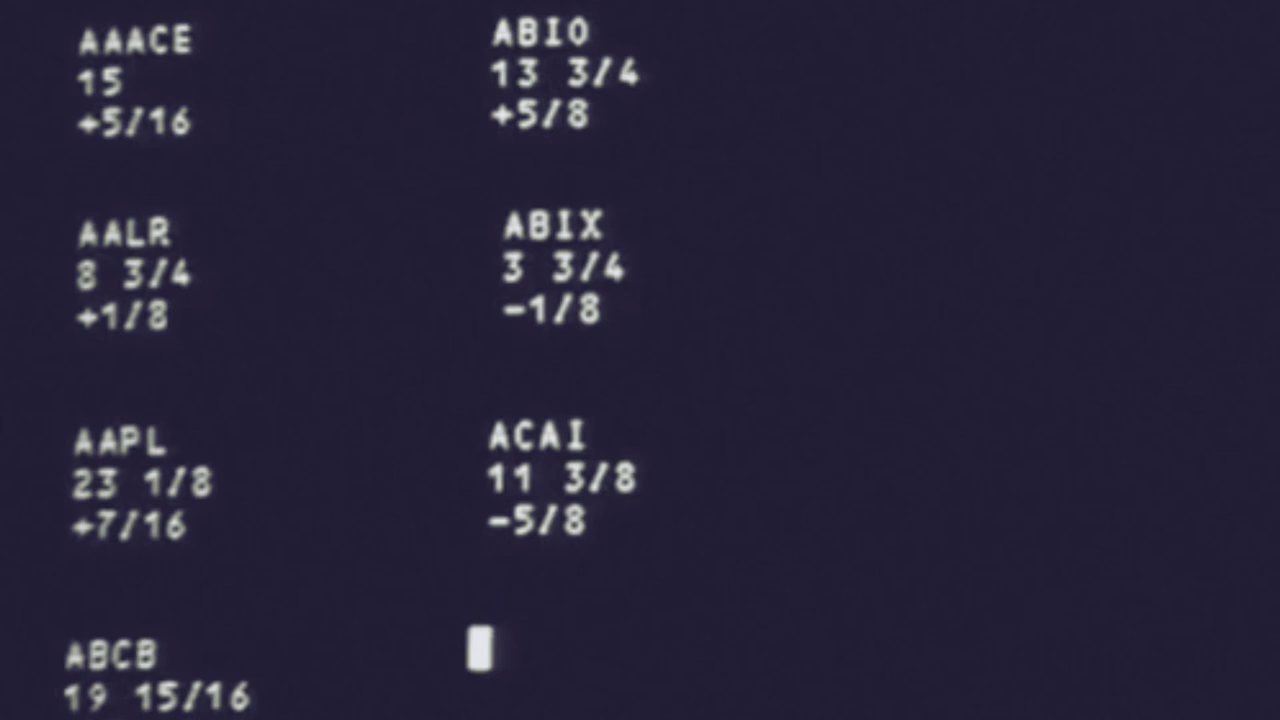 AAACE
15
+5/16
AALR
8 3/4
+1/8
AAPL
23 1/8
+7/16
ABCB
19 15/16
ABIO
13 3/4
+5/8
ABIX
3 3/4
-1/8
ACAI
11 3/8
-5/8